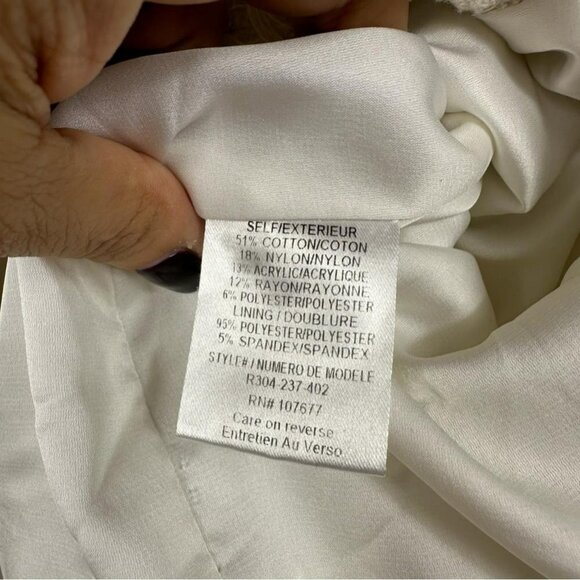 SELF/EXTERIEUR
51% COTTON/COTON
18% NYLON/NYLON
13% ACRYLIC/ACRYLIQUE
12% RAYON/RAYONNE
6% POLYESTER/POLYESTER
LINING / DOUBLURE
95% POLYESTER/POLYESTER
5% SPANDEX/SPANDEX
STYLE# / NUMERO DE MODELE
R304-237-402
RN# 107677
Care on reverse
Entretien Au Verso